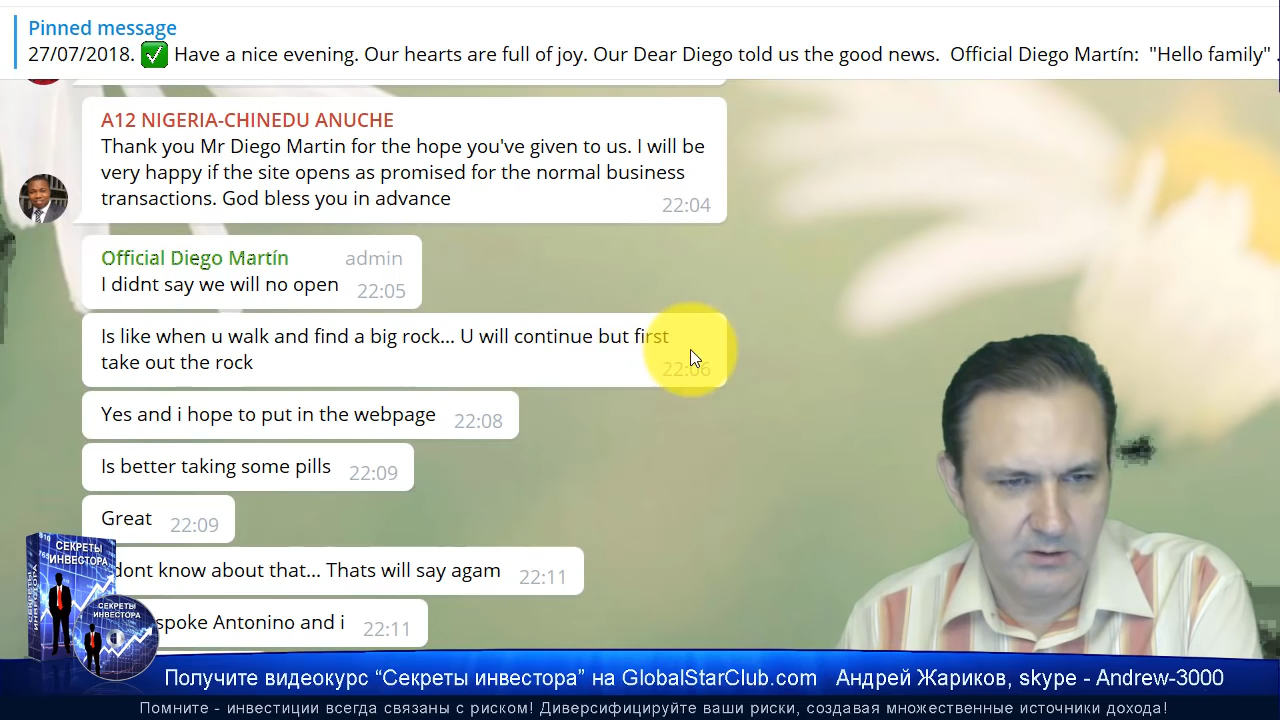 Pinned message
27/07/2018. ✅ Have a nice evening. Our hearts are full of joy. Our Dear Diego told us the good news. Official Diego Martín: "Hello family"
A12 NIGERIA-CHINEDU ANUCHE
Thank you Mr Diego Martin for the hope you've given to us. I will be
very happy if the site opens as promised for the normal business
transactions. God bless you in advance
22:04
Official Diego Martín admin
I didnt say we will no open 22:05
Is like when u walk and find a big rock... U will continue but first
take out the rock 22:06
Yes and i hope to put in the webpage 22:08
Is better taking some pills 22:09
Great 22:09
dont know about that... Thats will say agam 22:11
spoke Antonino and i 22:11
СЕКРЕТЫ
ИНВЕСТОРА
СЕКРЕТЫ
ИНВЕСТОРА
Получите видеокурс “Секреты инвестора” на GlobalStarClub.com Андрей Жариков, skype - Andrew-3000
Помните - инвестиции всегда связаны с риском! Диверсифицируйте ваши риски, создавая множественные источники дохода!